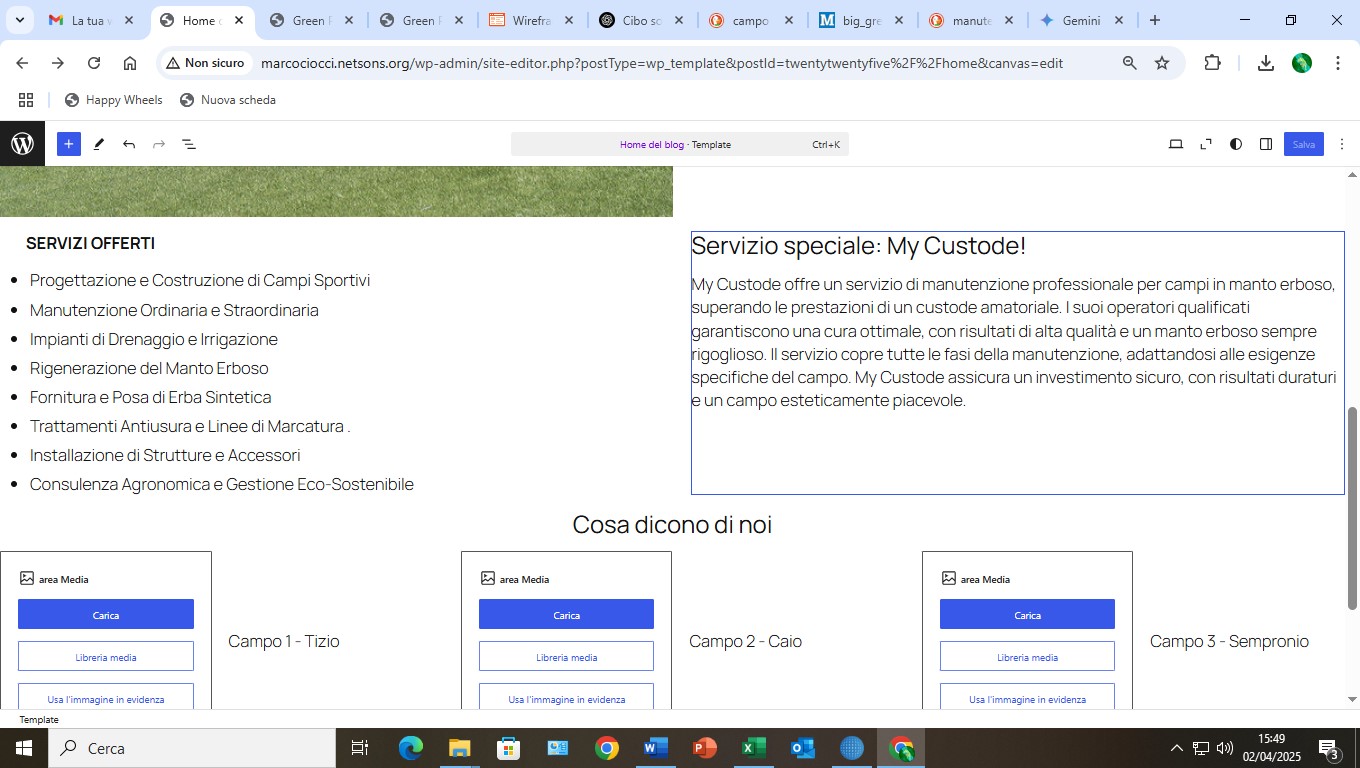 La tua v
Home c
Green F
Green F
Wirefra
Cibo so
campo
M
big_gre
manute
Gemini
Non sicuro
marcociocci.netsons.org/wp-admin/site-editor.php?postType=wp_template&postId=twentytwentyfive%2F%2Fhome&canvas=edit
Happy Wheels
Nuova scheda
Home del blog · Template
Ctrl+K
Salva
SERVIZI OFFERTI
Progettazione e Costruzione di Campi Sportivi
Manutenzione Ordinaria e Straordinaria
Impianti di Drenaggio e Irrigazione
Rigenerazione del Manto Erboso
Fornitura e Posa di Erba Sintetica
Trattamenti Antiusura e Linee di Marcatura .
Installazione di Strutture e Accessori
Consulenza Agronomica e Gestione Eco-Sostenibile
Servizio speciale: My Custode!
My Custode offre un servizio di manutenzione professionale per campi in manto erboso,
superando le prestazioni di un custode amatoriale. I suoi operatori qualificati
garantiscono una cura ottimale, con risultati di alta qualità e un manto erboso sempre
rigoglioso. Il servizio copre tutte le fasi della manutenzione, adattandosi alle esigenze
specifiche del campo. My Custode assicura un investimento sicuro, con risultati duraturi
e un campo esteticamente piacevole.
Cosa dicono di noi
area Media
Carica
Libreria media
Usa l'immagine in evidenza
Campo 1 - Tizio
area Media
Carica
Libreria media
Usa l'immagine in evidenza
Campo 2 - Caio
area Media
Carica
Libreria media
Usa l'immagine in evidenza
Campo 3 - Sempronio
Template
Cerca
15:49
02/04/2025
3